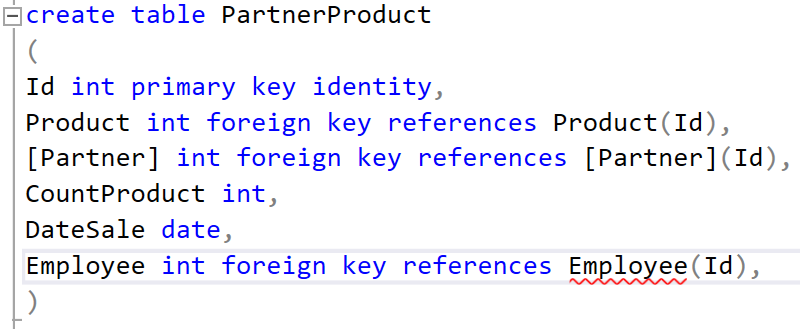 create table PartnerProduct
(
Id int primary key identity,
Product int foreign key references Product(Id),
[Partner] int foreign key references [Partner](Id),
CountProduct int,
DateSale date,
Employee int foreign key references Employee(Id),
)